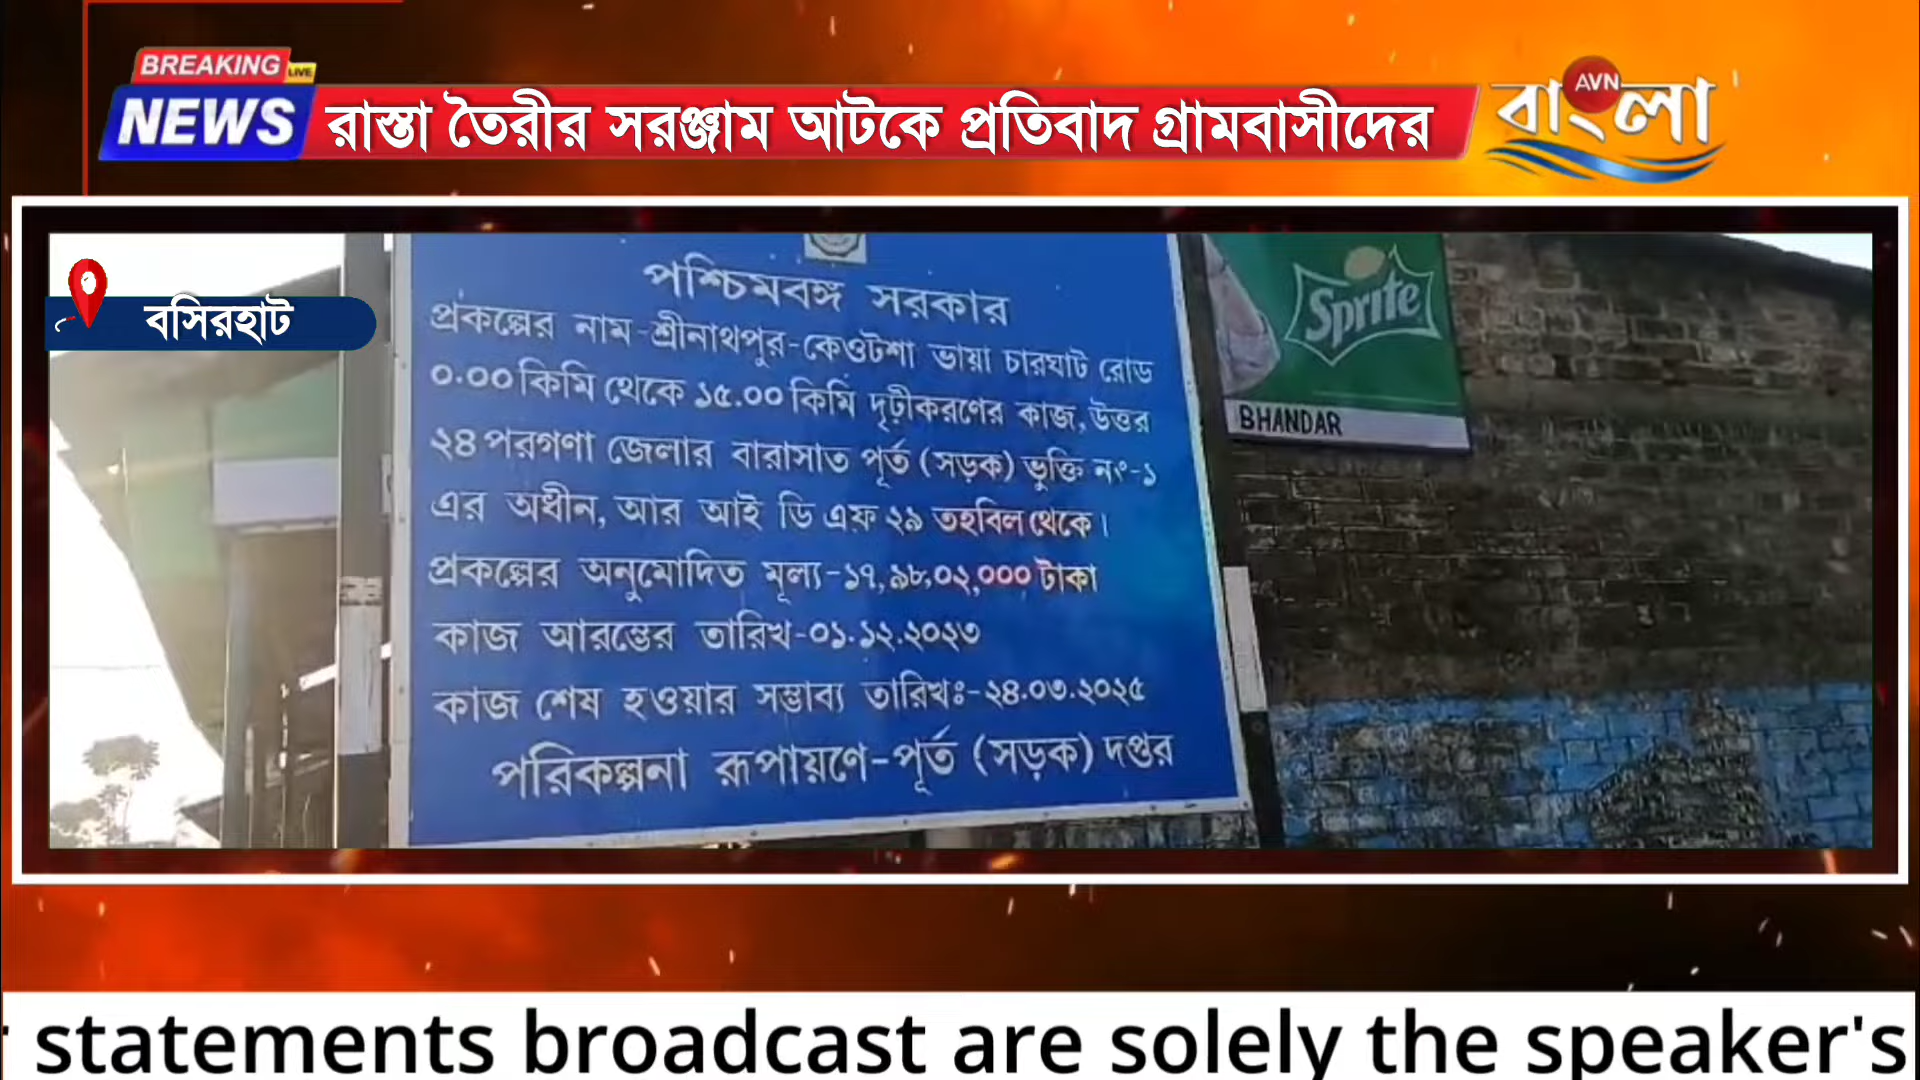 BREAKING
LIVE
NEWS
রাস্তা তৈরীর সরঞ্জাম আটকে প্রতিবাদ গ্রামবাসীদের
AVN
বাংলা
বসিরহাট
পশ্চিমবঙ্গ সরকার
প্রকল্পের নাম-শ্রীনাথপুর-কেওটশা ভায়া চারঘাট রোড
০.০০ কিমি থেকে ১৫.০০ কিমি দৃঢ়ীকরণের কাজ, উত্তর
২৪ পরগণা জেলার বারাসাত পূর্ত (সড়ক) ভুক্তি নং-১
এর অধীন, আর আই ডি এফ ২৯ তহবিল থেকে।
প্রকল্পের অনুমোদিত মূল্য-১৭,৯৮,০২,০০০ টাকা
কাজ আরম্ভের তারিখ-০১.১২.২০২৩
কাজ শেষ হওয়ার সম্ভাব্য তারিখঃ-২৪.০৩.২০২৫
পরিকল্পনা রূপায়ণে-পূর্ত (সড়ক) দপ্তর
Sprite
BHANDAR
statements broadcast are solely the speaker's